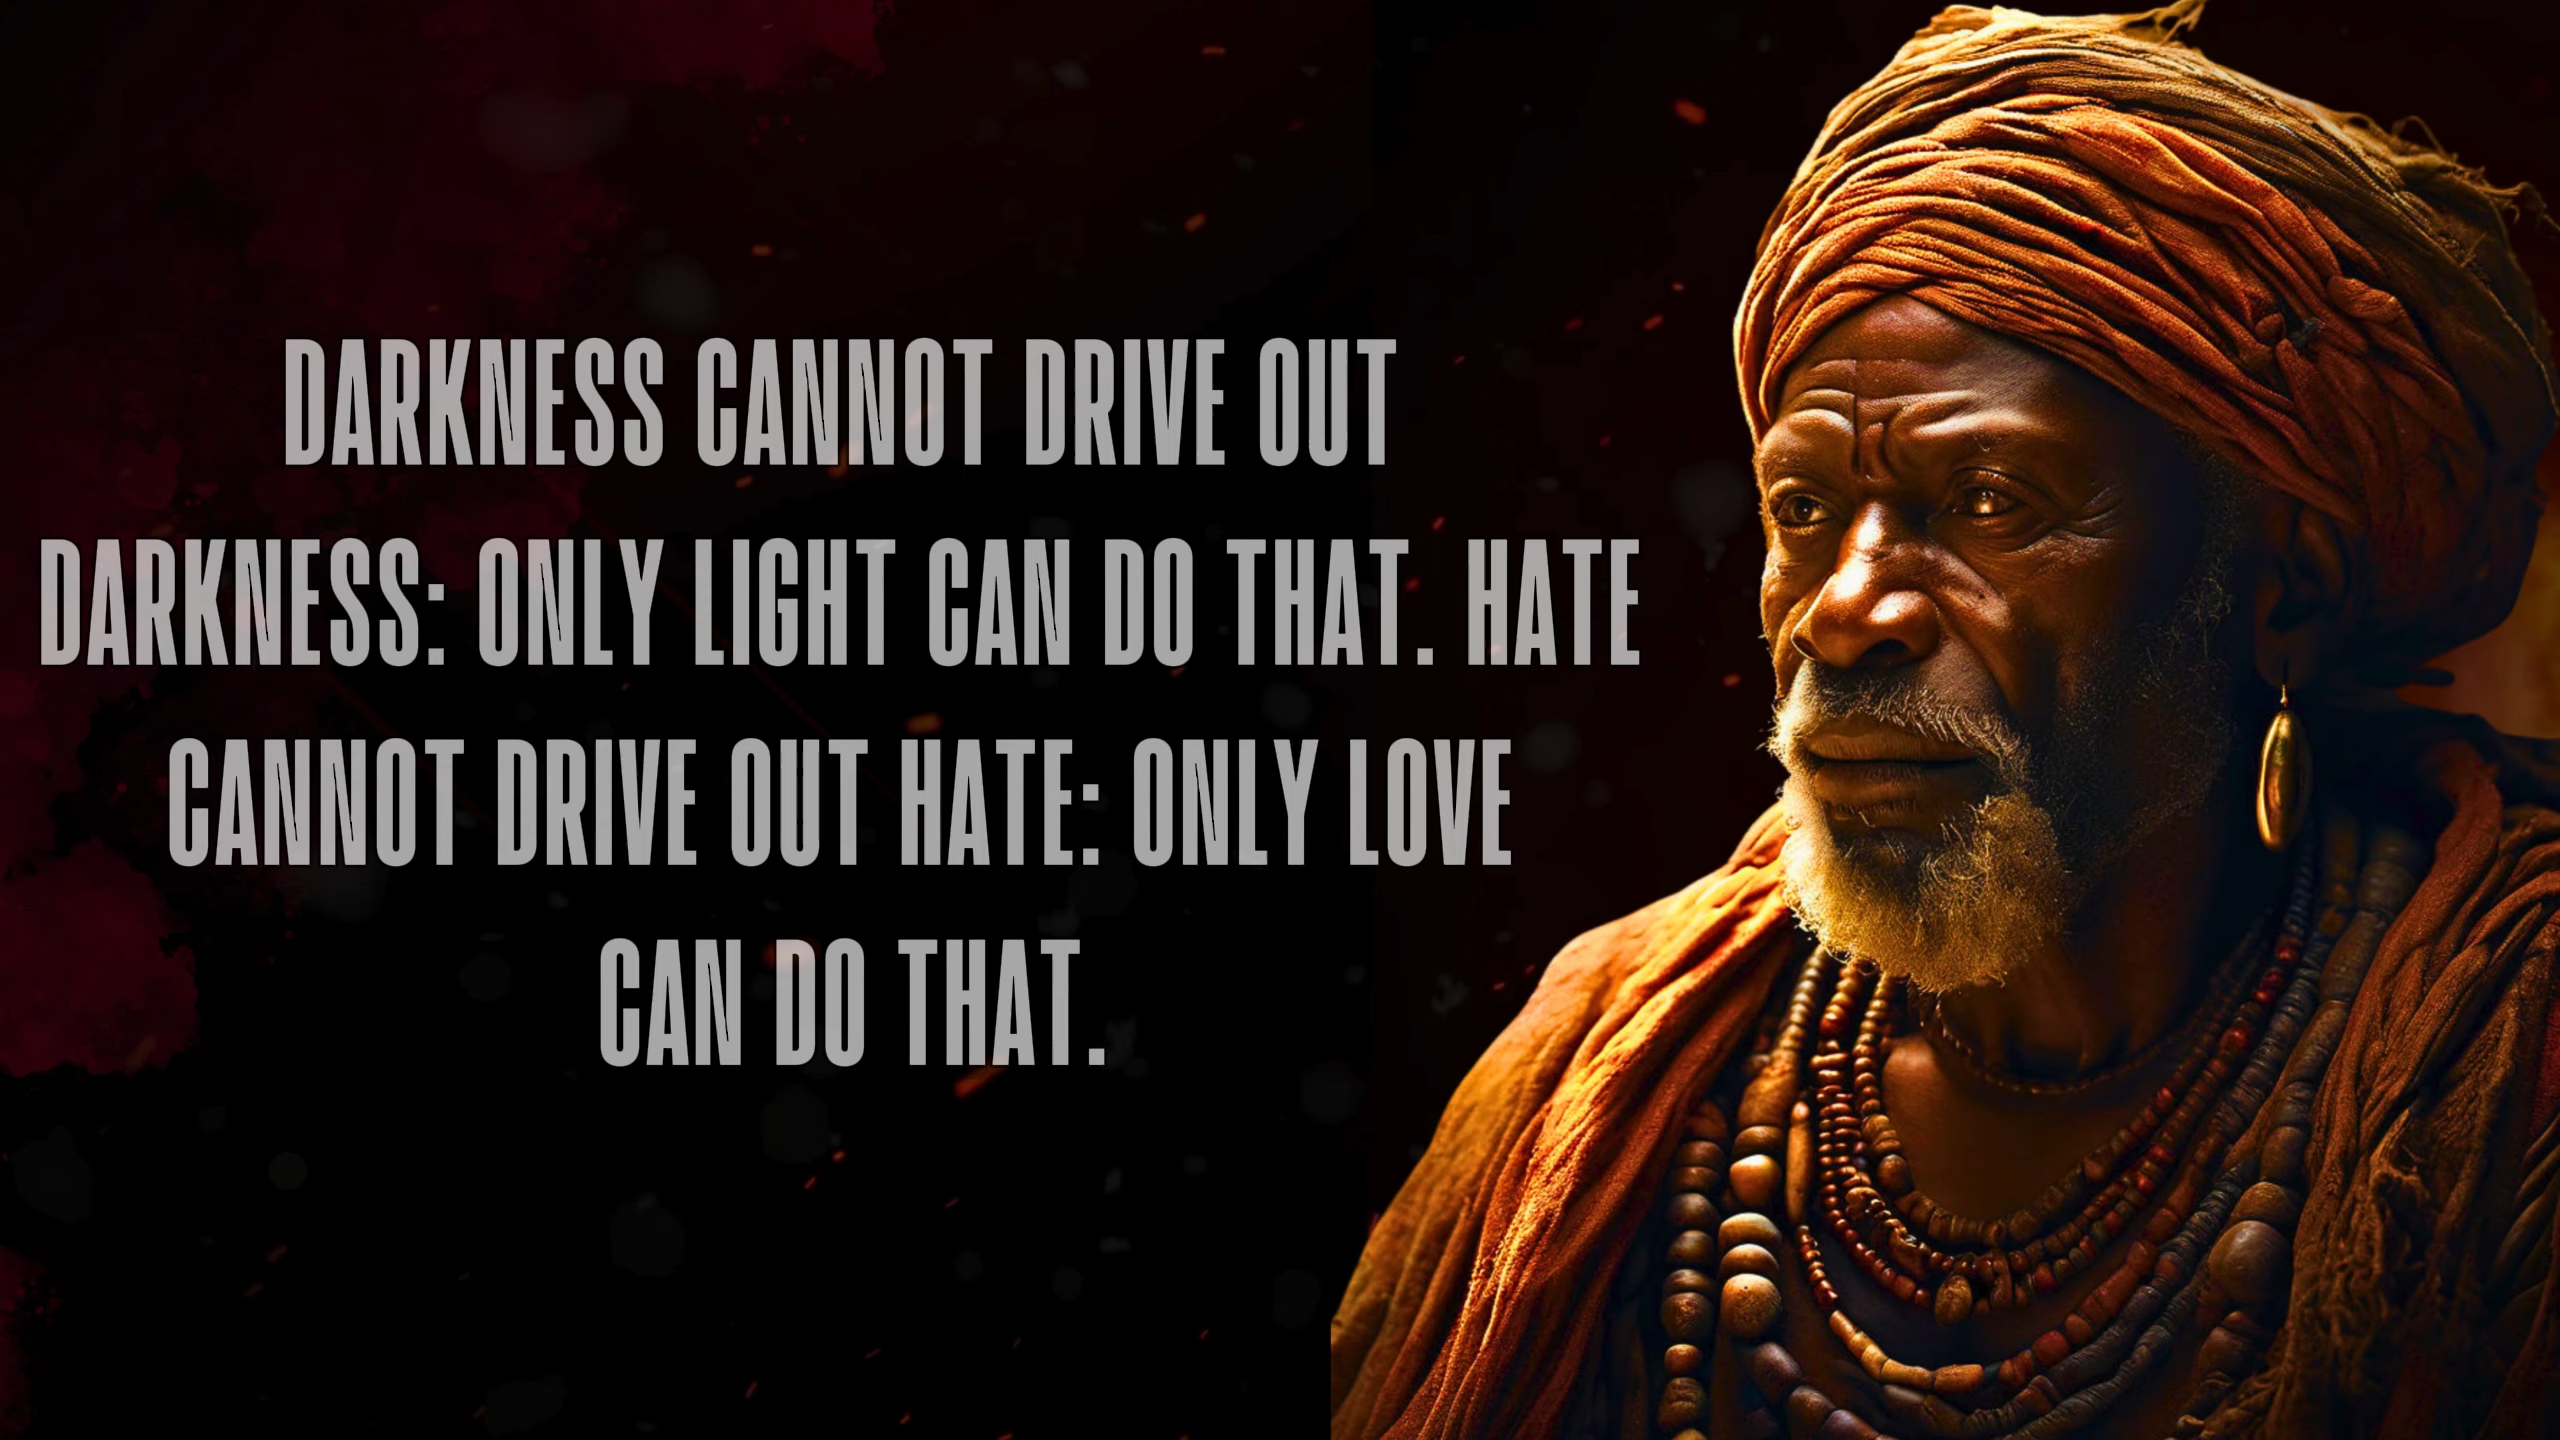 DARKNESS CANNOT DRIVE OUT
DARKNESS: ONLY LIGHT CAN DO THAT. HATE
CANNOT DRIVE OUT HATE: ONLY LOVE
CAN DO THAT.